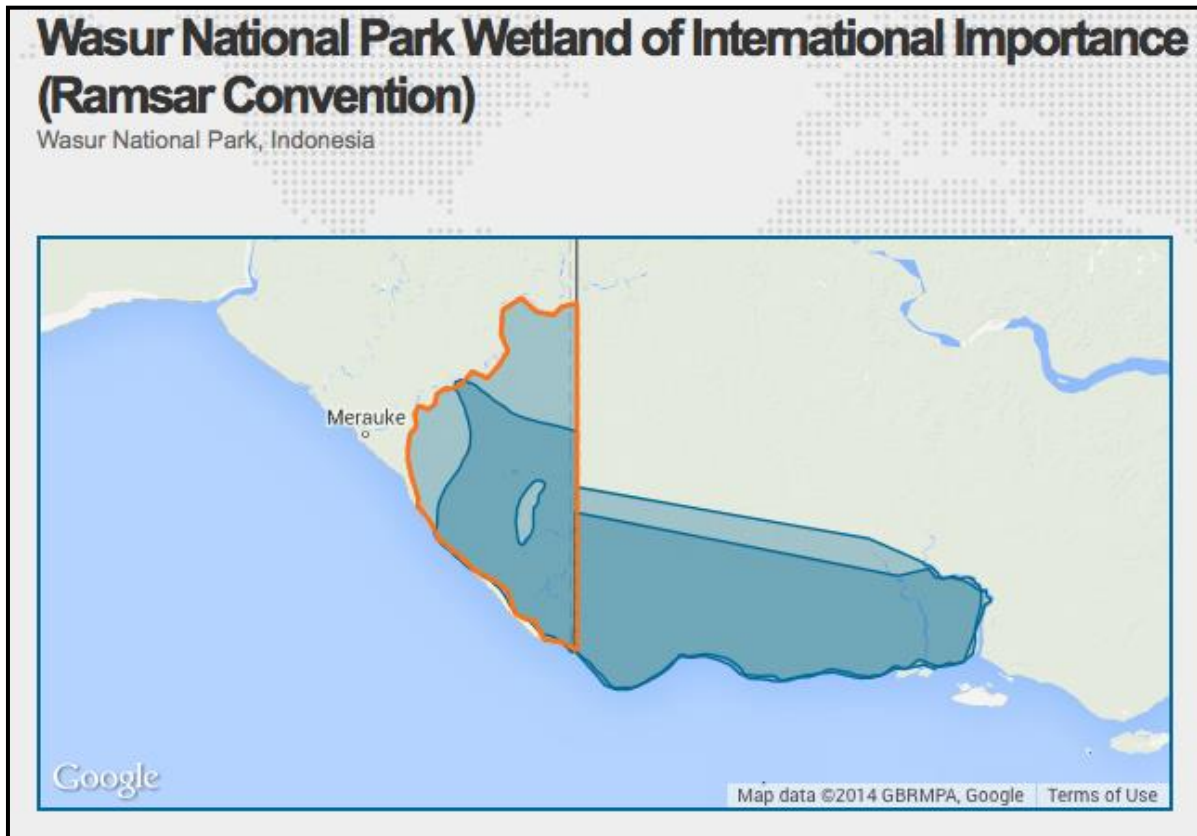 Wasur National Park Wetland of International Importance
(Ramsar Convention)
Wasur National Park, Indonesia
Merauke
Google
Map data ©2014 GBRMPA, Google Terms of Use